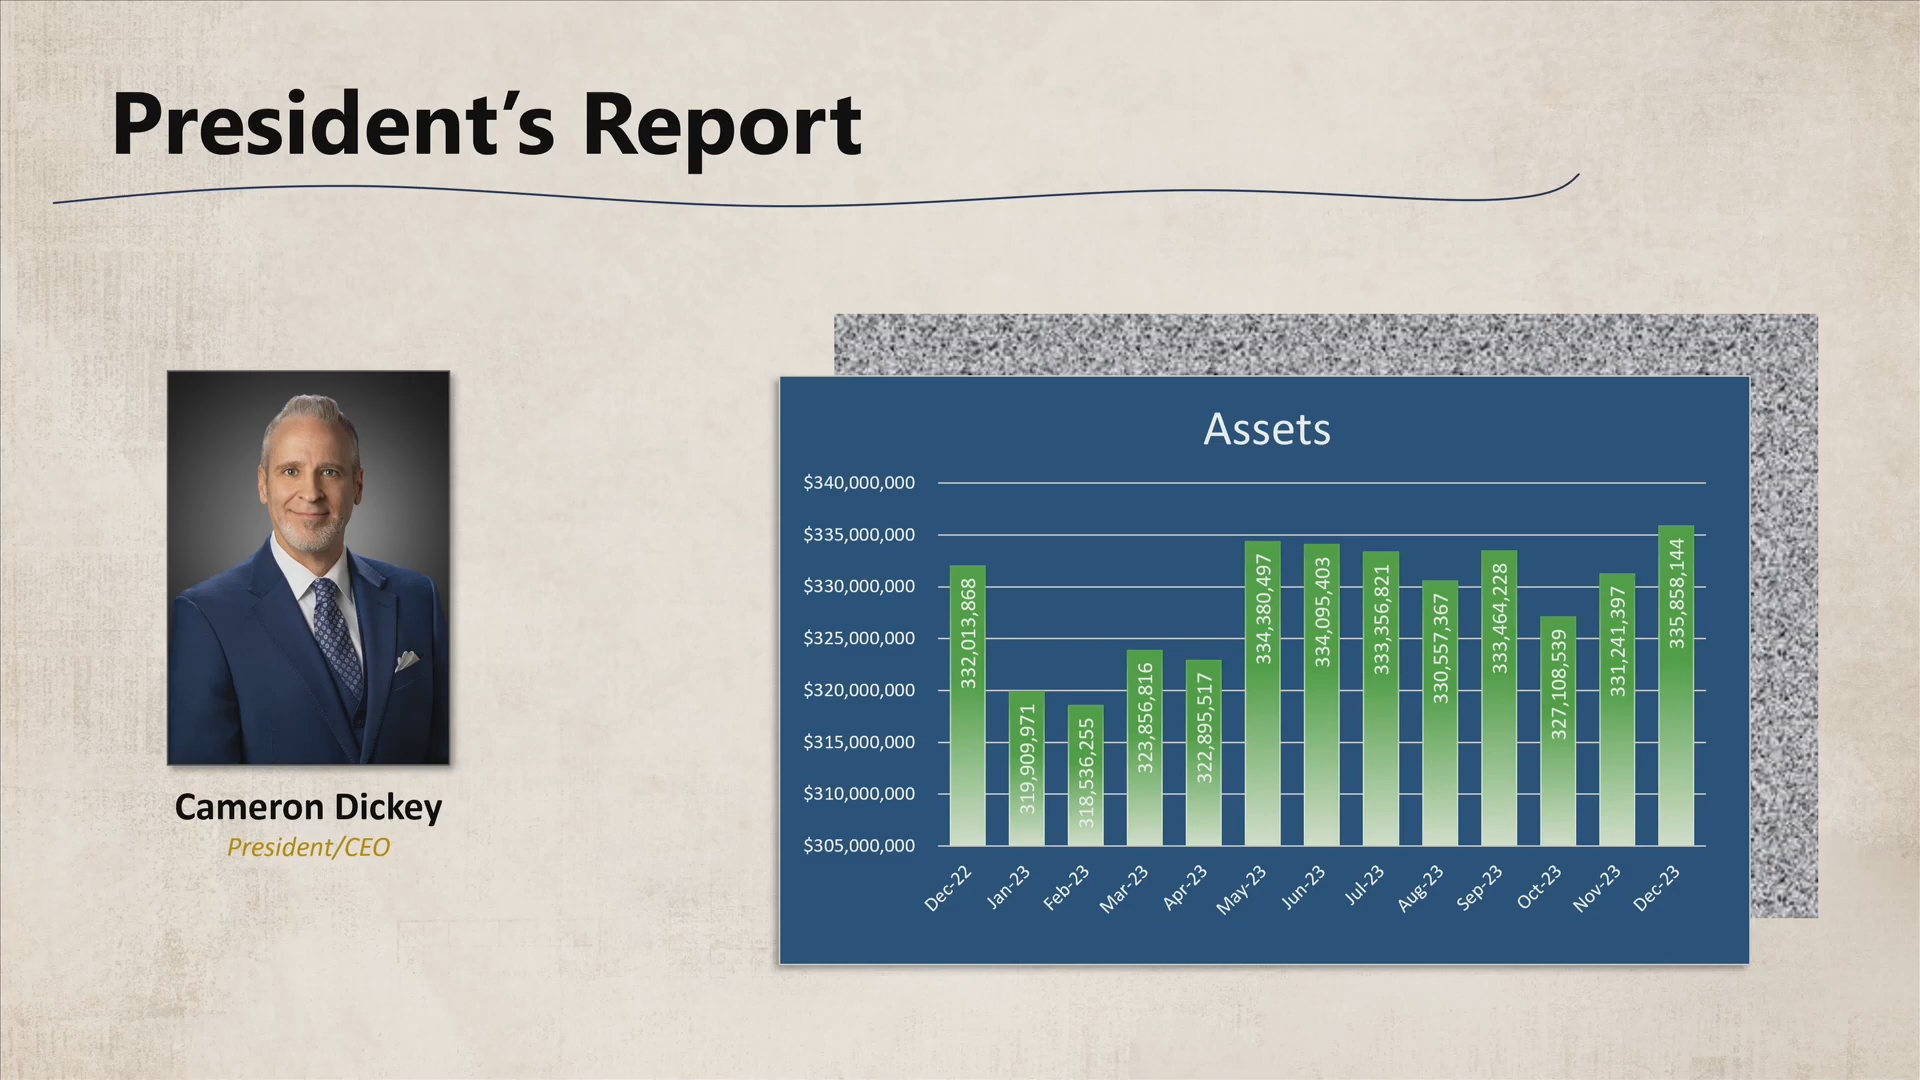 President’s Report
Cameron Dickey
President/CEO
Assets
$340,000,000
$335,000,000
$330,000,000
$325,000,000
$320,000,000
$315,000,000
$310,000,000
$305,000,000
332,013,868
319,909,971
318,536,255
323,856,816
322,895,517
334,380,497
334,095,403
333,356,821
330,557,367
333,464,228
327,108,539
331,241,397
335,858,144
Dec-22
Jan-23
Feb-23
Mar-23
Apr-23
May-23
Jun-23
Jul-23
Aug-23
Sep-23
Oct-23
Nov-23
Dec-23